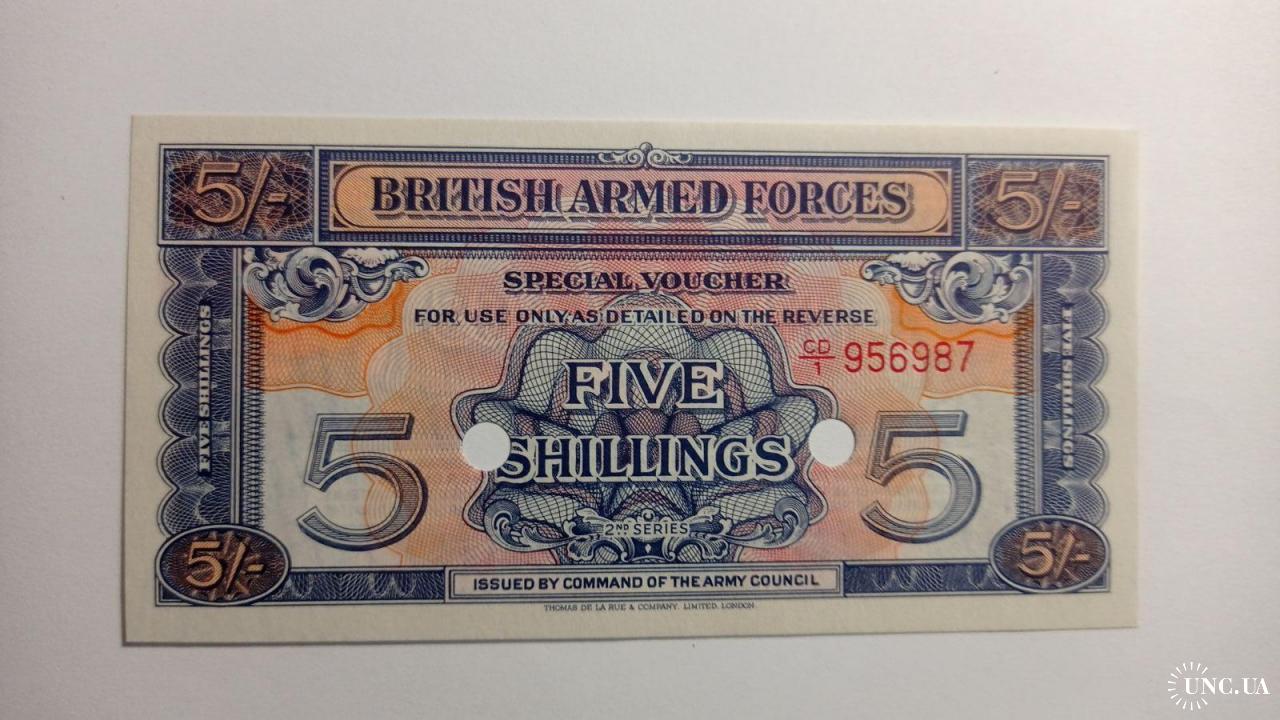 5/-
BRITISH ARMED FORCES
5/-
SPECIAL VOUCHER
FOR USE ONLY AS DETAILED ON THE REVERSE
CD/1 956987
FIVE SHILLINGS
FIVE SHILLINGS
FIVE
SHILLINGS
5
5
2ND SERIES
5/-
5/-
ISSUED BY COMMAND OF THE ARMY COUNCIL
THOMAS DE LA RUE & COMPANY, LIMITED, LONDON.
UNC.UA